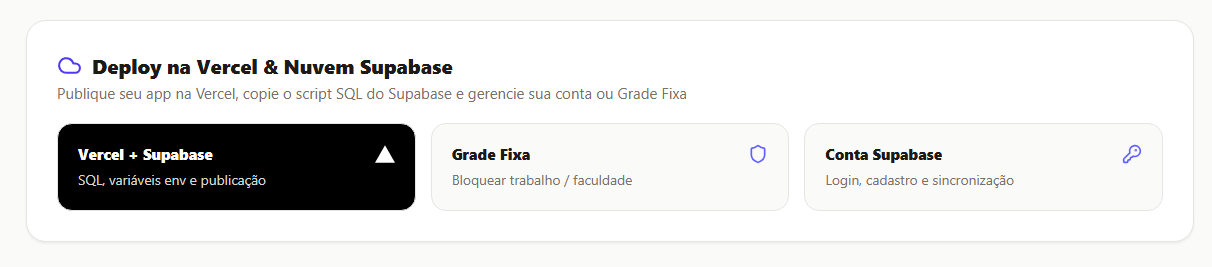 Deploy na Vercel & Nuvem Supabase
Publique seu app na Vercel, copie o script SQL do Supabase e gerencie sua conta ou Grade Fixa
Vercel + Supabase
SQL, variáveis env e publicação
Grade Fixa
Bloquear trabalho / faculdade
Conta Supabase
Login, cadastro e sincronização